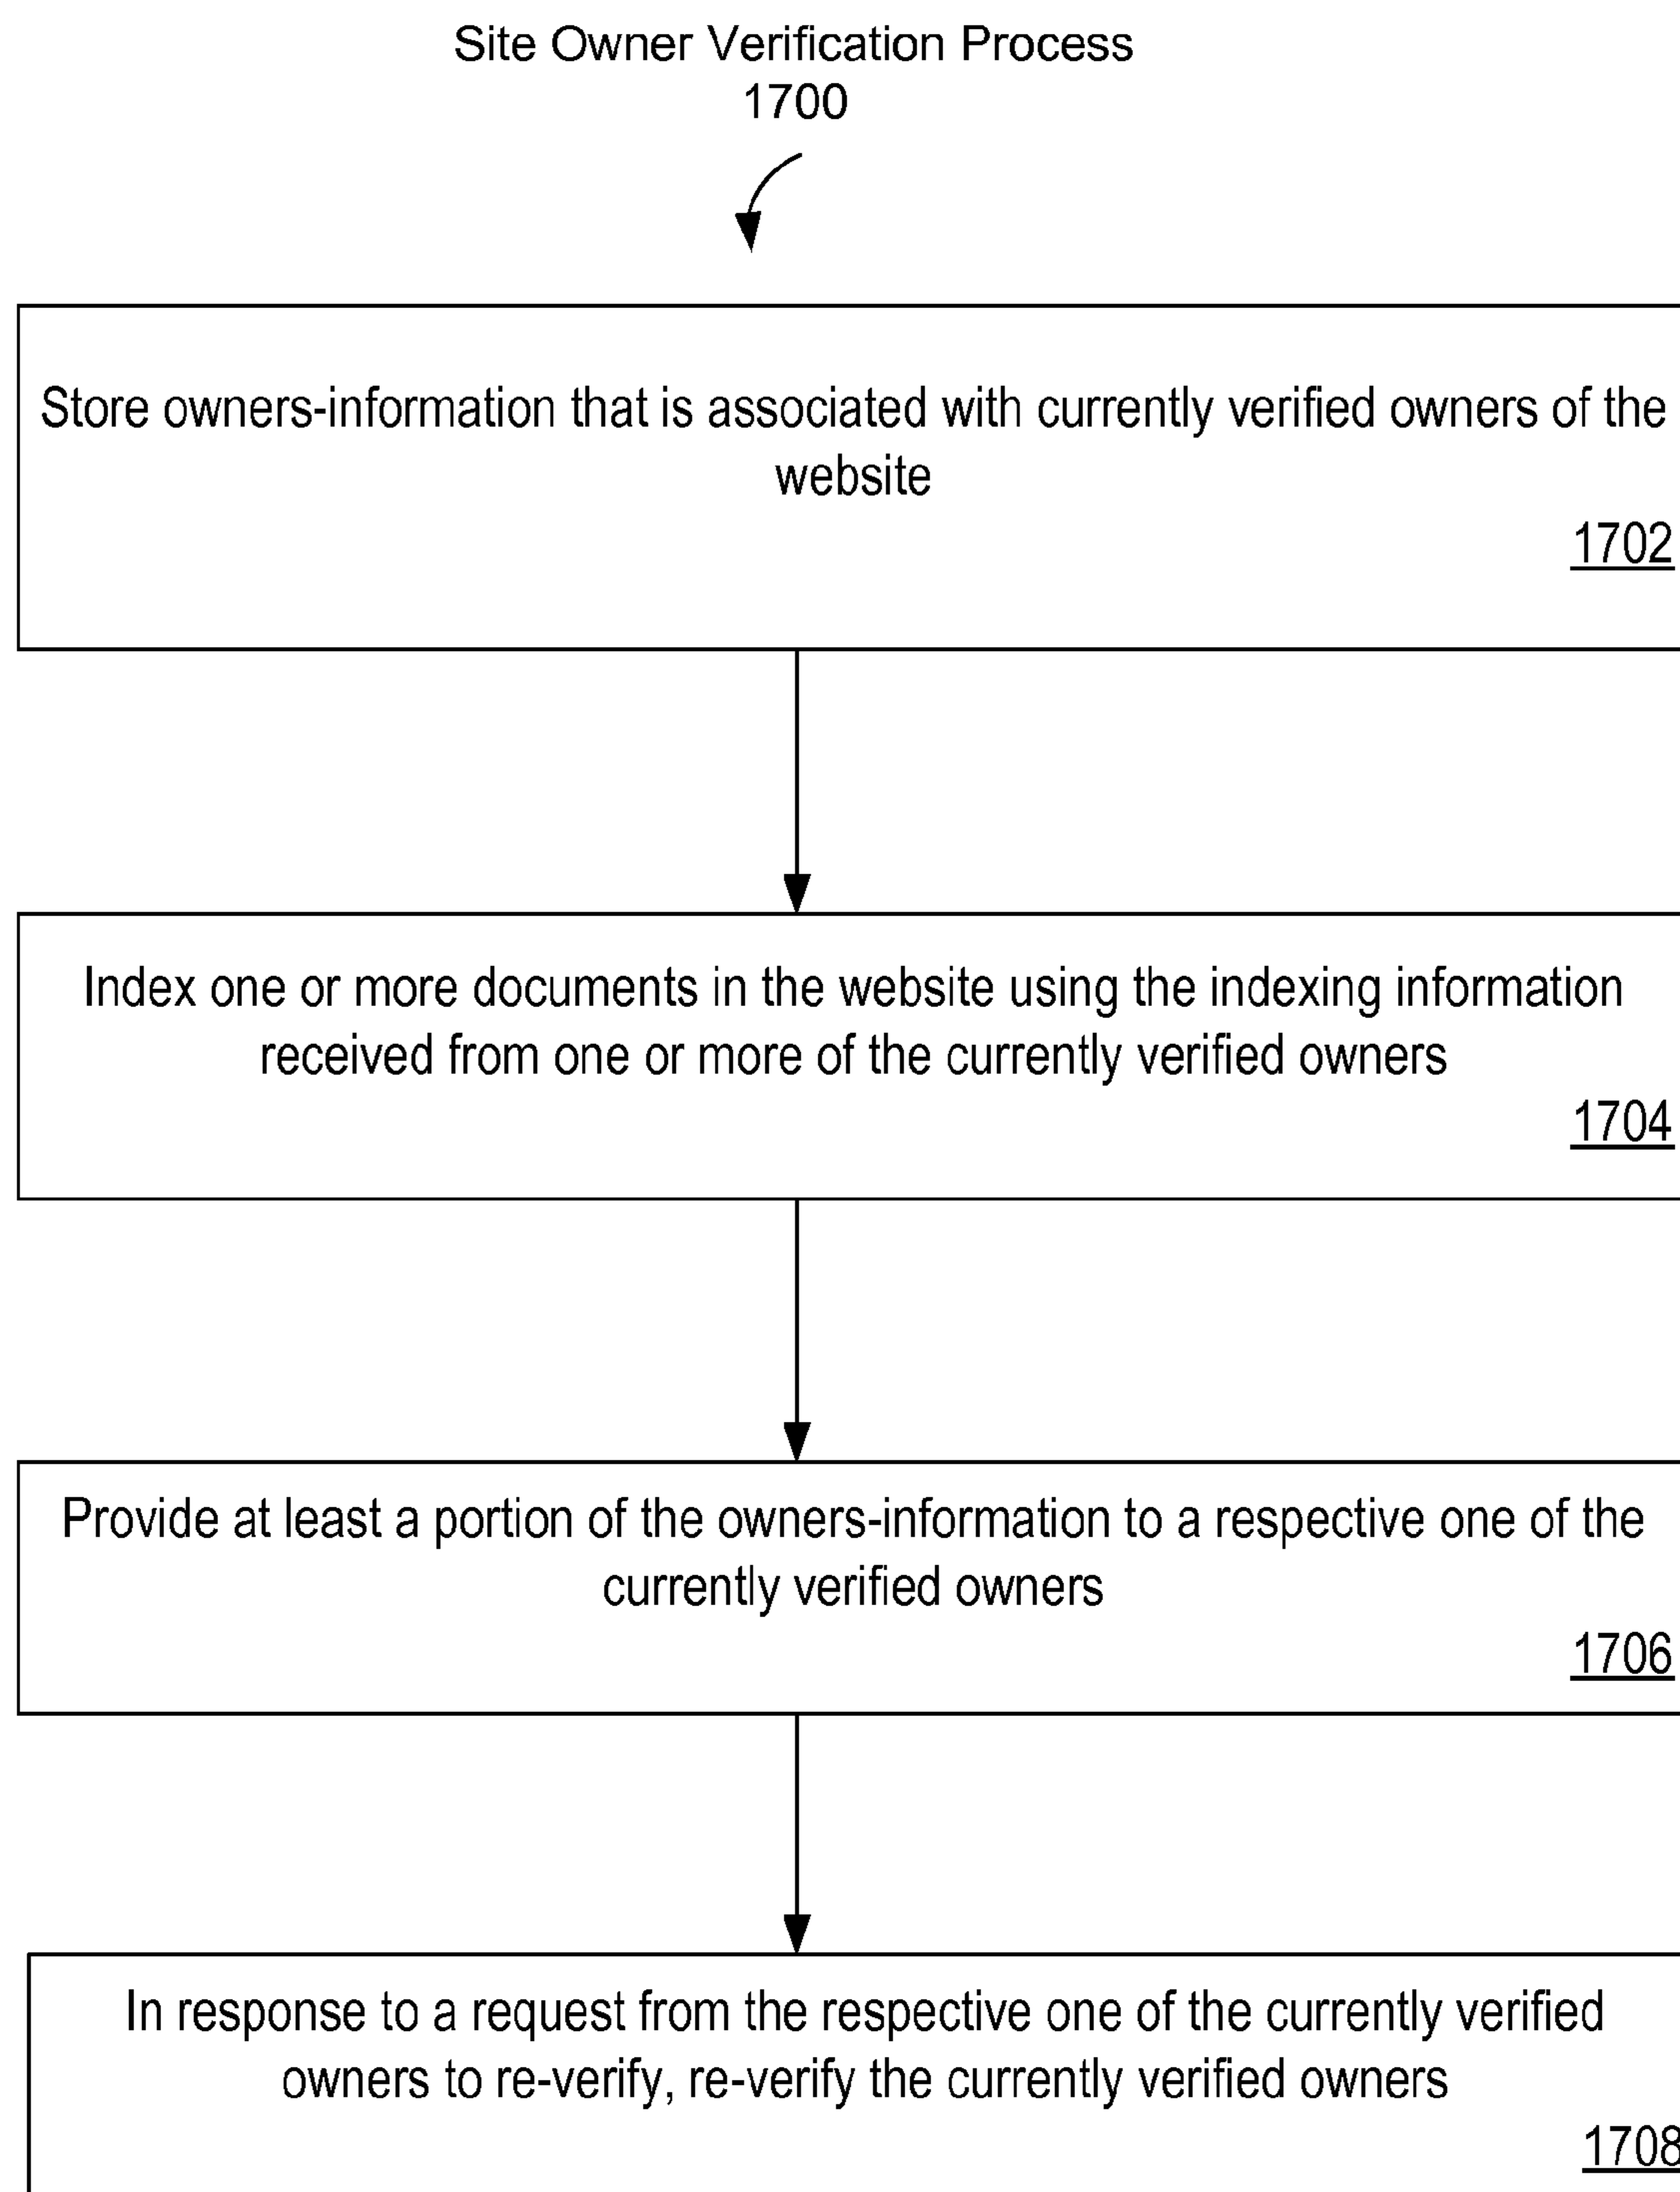 Site Owner Verification Process
1700
Store owners-information that is associated with currently verified owners of the
website
1702
Index one or more documents in the website using the indexing information
received from one or more of the currently verified owners
1704
Provide at least a portion of the owners-information to a respective one of the
currently verified owners
1706
In response to a request from the respective one of the currently verified
owners to re-verify, re-verify the currently verified owners
1708